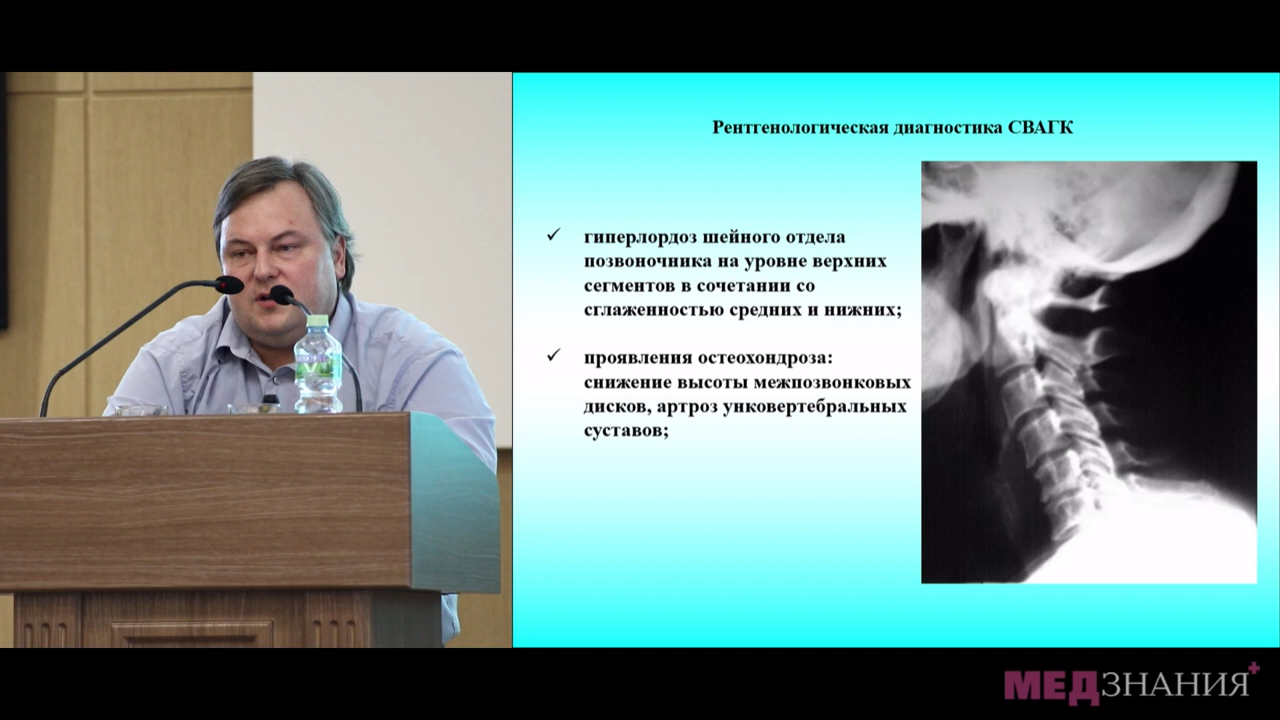 Рентгенологическая диагностика СВАГК
✓ гиперлордоз шейного отдела
позвоночника на уровне верхних
сегментов в сочетании со
сглаженностью средних и нижних;
✓ проявления остеохондроза:
снижение высоты межпозвонковых
дисков, артроз унковертебральных
суставов;
МЕДЗНАНИЯ+